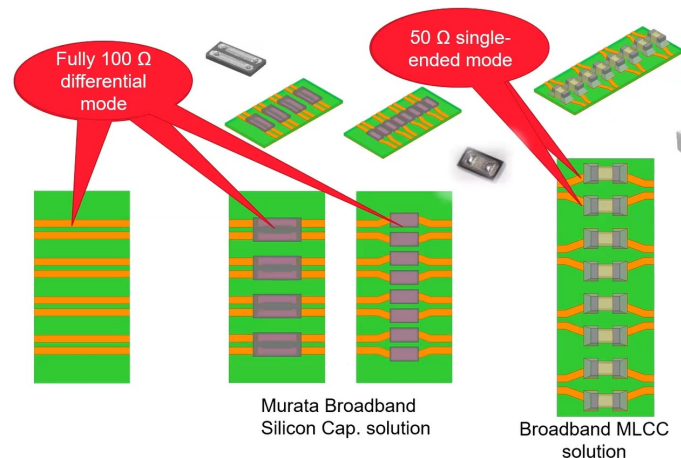 Fully 100 Ω
differential
mode
50 Ω single-
ended mode
Murata Broadband
Silicon Cap. solution
Broadband MLCC
solution